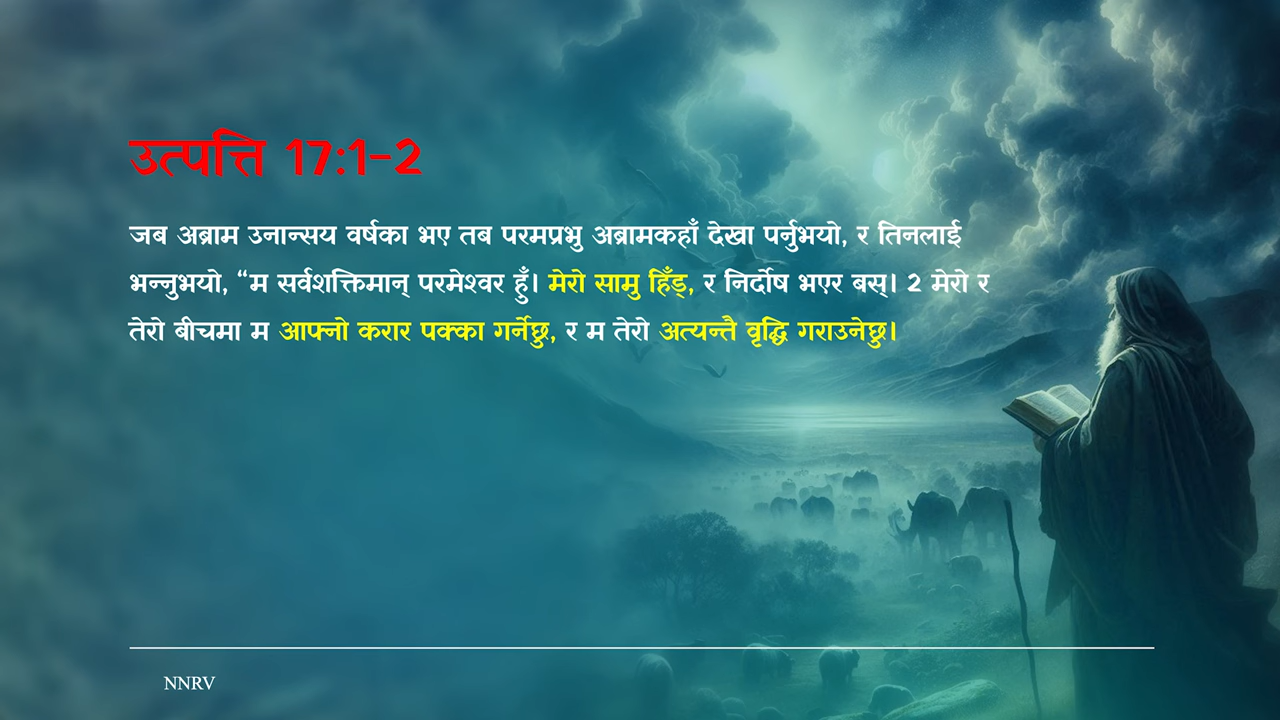 उत्पत्ति 17:1-2
जब अब्राम उनान्सय वर्षका भए तब परमप्रभु अब्रामकहाँ देखा पर्नुभयो, र तिनलाई
भन्नुभयो, “म सर्वशक्तिमान् परमेश्वर हुँ। मेरो सामु हिँड्, र निर्दोष भएर बस्। 2 मेरो र
तेरो बीचमा म आफ्नो करार पक्का गर्नेछु, र म तेरो अत्यन्तै वृद्धि गराउनेछु।
NNRV